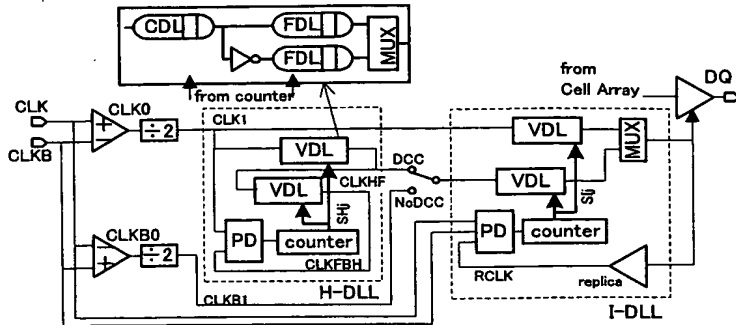 CDL FDL
FDL MUX
from counter
from
Cell Array DQ
CLK CLK0 ÷2 CLK1
CLKB
VDL VDL MUX
DCC
CLKHF
VDL VDL
NoDCC
SHj Sij
CLKB0 PD counter PD counter
÷2 CLKFBH
CLKB1 H-DLL RCLK replica
I-DLL